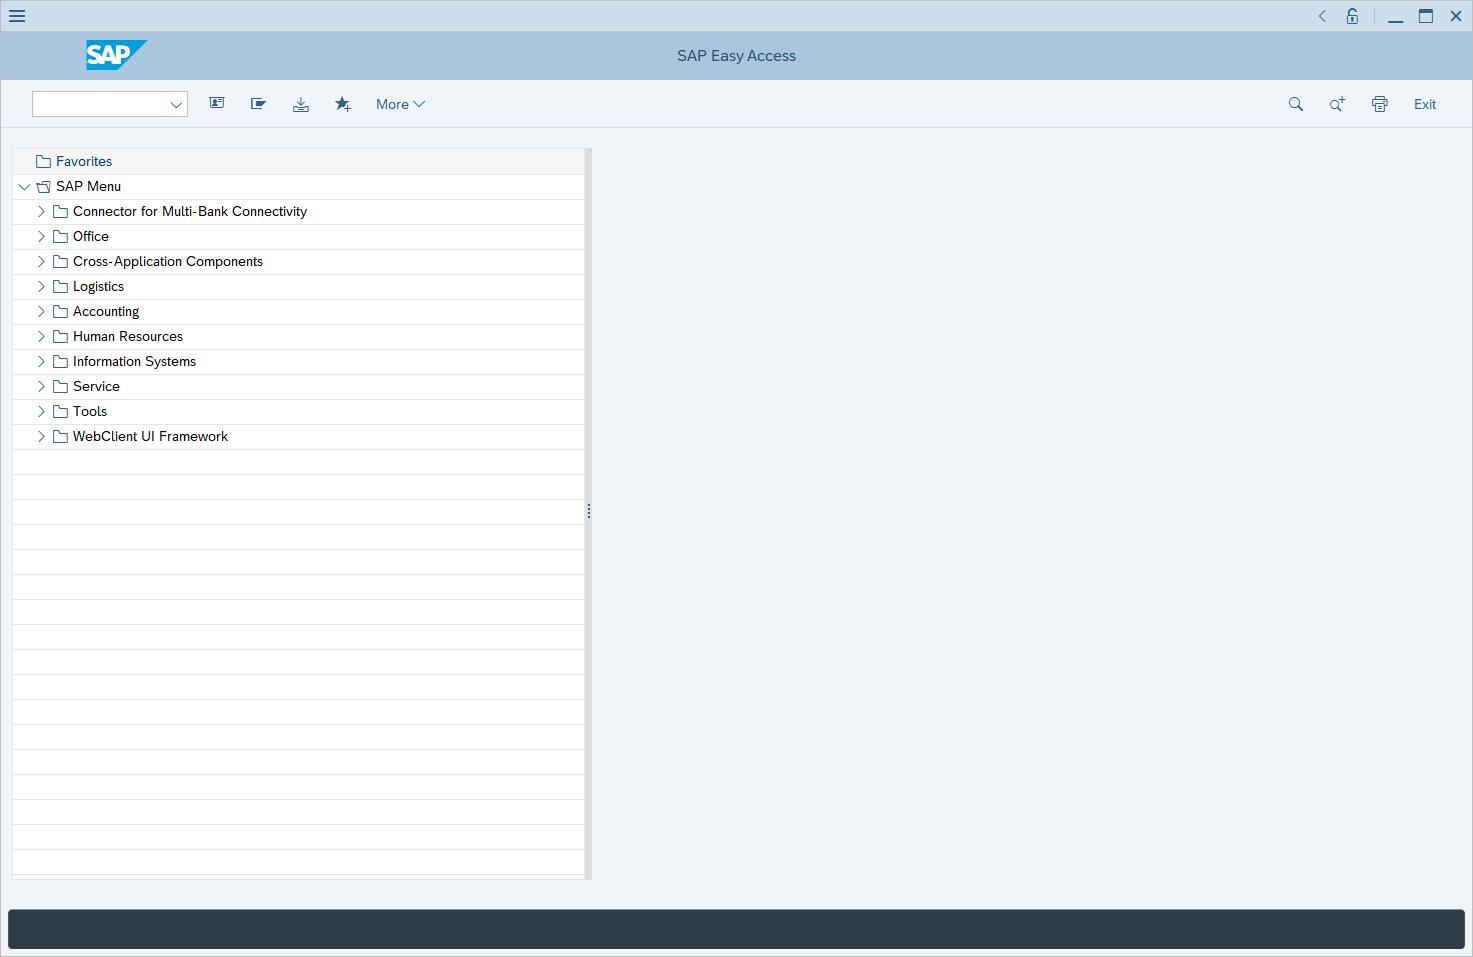 SAP
SAP Easy Access
More
Exit
Favorites
SAP Menu
Connector for Multi-Bank Connectivity
Office
Cross-Application Components
Logistics
Accounting
Human Resources
Information Systems
Service
Tools
WebClient UI Framework